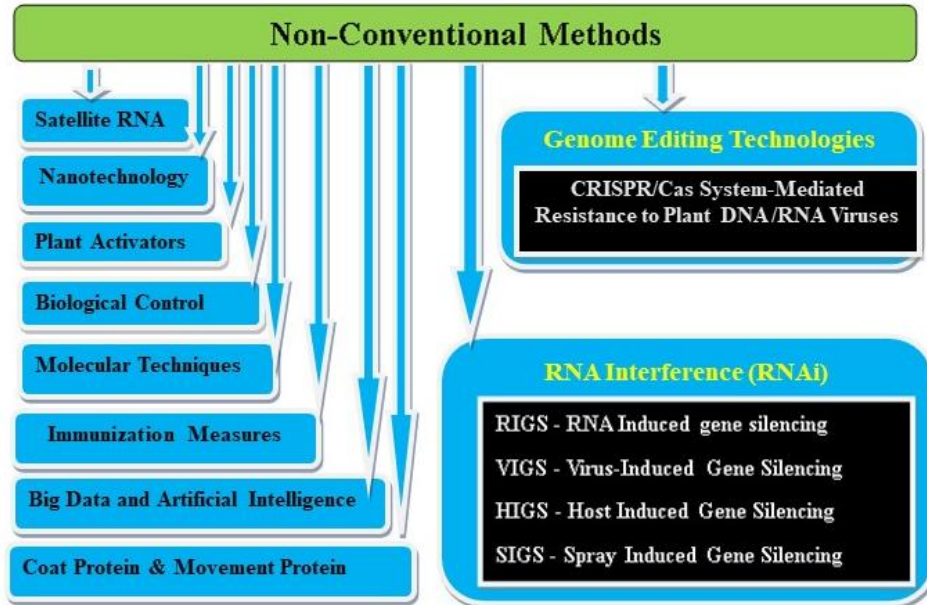 Non-Conventional Methods
Satellite RNA
Nanotechnology
Plant Activators
Biological Control
Molecular Techniques
Immunization Measures
Big Data and Artificial Intelligence
Coat Protein & Movement Protein
Genome Editing Technologies
CRISPR/Cas System-Mediated
Resistance to Plant DNA/RNA Viruses
RNA Interference (RNAi)
RIGS - RNA Induced gene silencing
VIGS - Virus-Induced Gene Silencing
HIGS - Host Induced Gene Silencing
SIGS - Spray Induced Gene Silencing